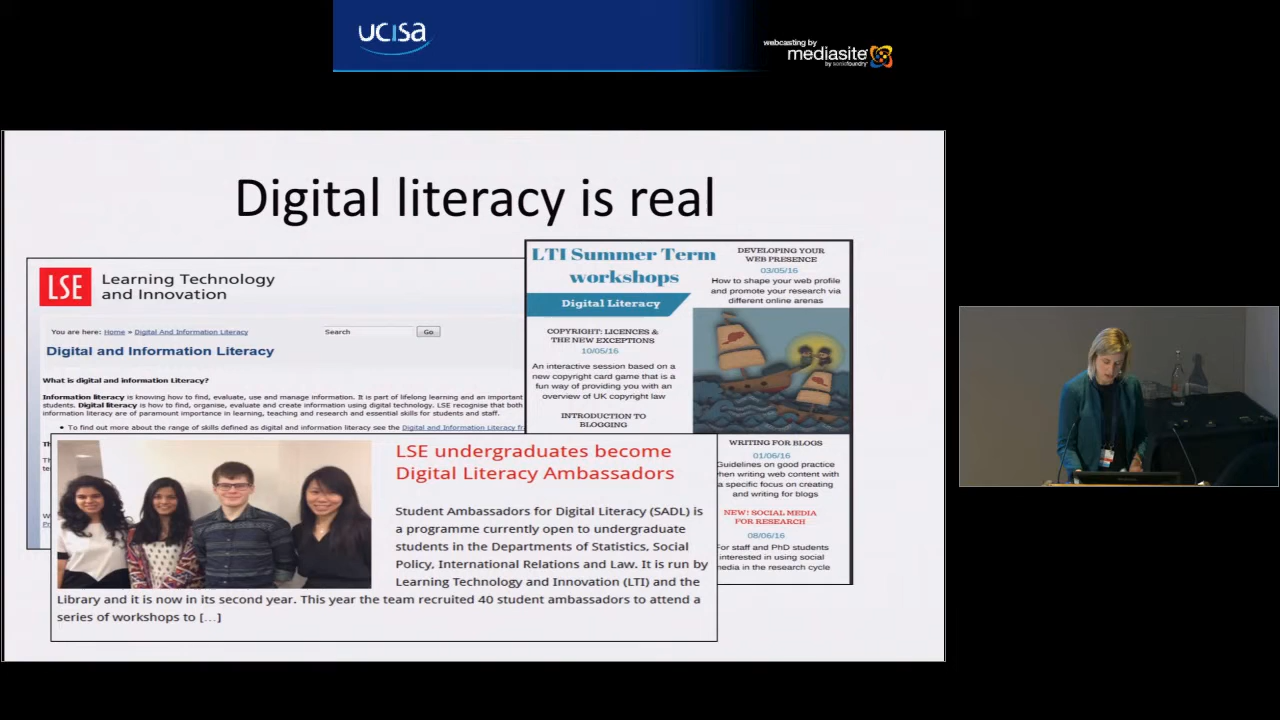 ucisa
webcasting by
mediasite
by sonicfoundry
Digital literacy is real
LSE
Learning Technology
and Innovation
You are here: Home » Digital And Information Literacy
Search
Go
Digital and Information Literacy
What is digital and information Literacy?
Information literacy is knowing how to find, evaluate, use and manage information. It is part of lifelong learning and an important
students. Digital literacy is how to find, organise, evaluate and create information using digital technology. LSE recognise that both
information literacy are of paramount importance in learning, teaching and research and essential skills for students and staff.
• To find out more about the range of skills defined as digital and information literacy see the Digital and Information Literacy fr
LTI Summer Term
workshops
Digital Literacy
COPYRIGHT: LICENCES &
THE NEW EXCEPTIONS
10/05/16
An interactive session based on a
new copyright card game that is a
fun way of providing you with an
overview of UK copyright law
INTRODUCTION TO
BLOGGING
DEVELOPING YOUR
WEB PRESENCE
03/05/16
How to shape your web profile
and promote your research via
different online arenas
WRITING FOR BLOGS
01/06/16
Guidelines on good practice
when writing web content with
a specific focus on creating
and writing for blogs
NEW: SOCIAL MEDIA
FOR RESEARCH
08/06/16
For staff and PhD students
interested in using social
media in the research cycle
LSE undergraduates become
Digital Literacy Ambassadors
Student Ambassadors for Digital Literacy (SADL) is
a programme currently open to undergraduate
students in the Departments of Statistics, Social
Policy, International Relations and Law. It is run by
Learning Technology and Innovation (LTI) and the
Library and it is now in its second year. This year the team recruited 40 student ambassadors to attend a
series of workshops to [...]